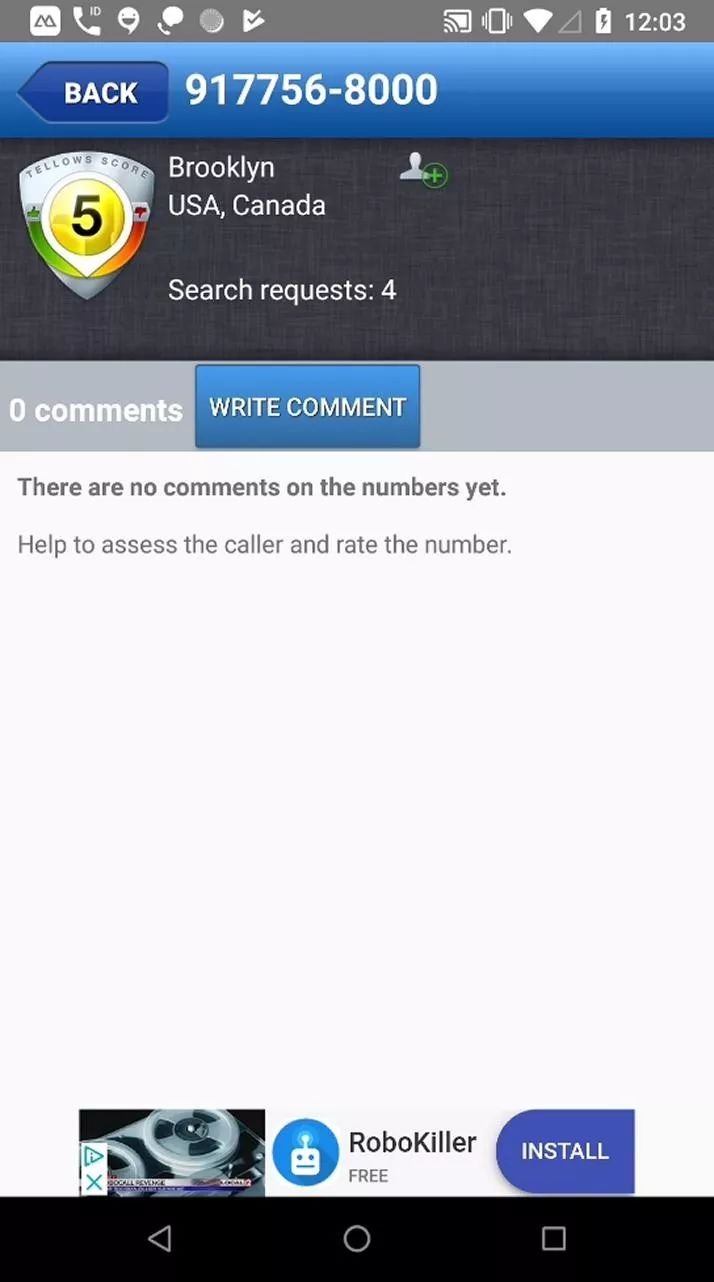 ID
12:03
BACK
917756-8000
TELLOWS SCORE
5
Brooklyn
USA, Canada
Search requests: 4
0 comments
WRITE COMMENT
There are no comments on the numbers yet.
Help to assess the caller and rate the number.
RoboKiller
FREE
INSTALL